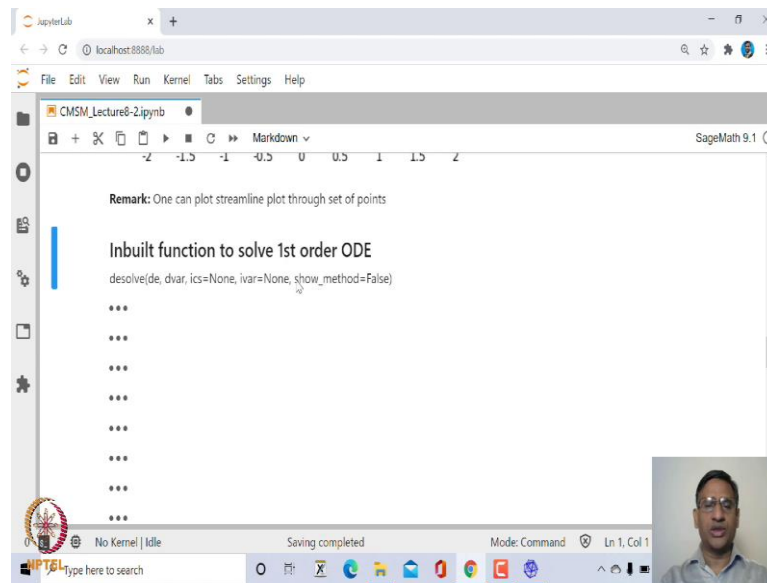 JupyterLab
localhost:8888/lab
File Edit View Run Kernel Tabs Settings Help
CMSM_Lecture8-2.ipynb
Markdown
SageMath 9.1
-2 -1.5 -1 -0.5 0 0.5 1 1.5 2
Remark: One can plot streamline plot through set of points
Inbuilt function to solve 1st order ODE
desolve(de, dvar, ics=None, ivar=None, show_method=False)
No Kernel | Idle Saving completed Mode: Command Ln 1, Col 1
NPTEL
Type here to search